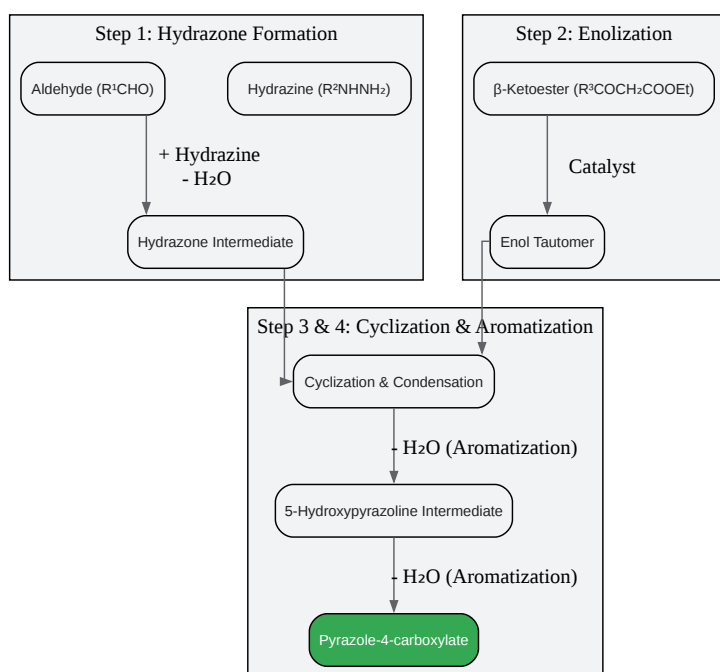 Step 1: Hydrazone Formation
Aldehyde (R¹CHO)
Hydrazine (R²NHNH₂)
+ Hydrazine
- H₂O
Hydrazone Intermediate
Step 2: Enolization
β-Ketoester (R³COCH₂COOEt)
Catalyst
Enol Tautomer
Step 3 & 4: Cyclization & Aromatization
Cyclization & Condensation
- H₂O (Aromatization)
5-Hydroxypyrazoline Intermediate
- H₂O (Aromatization)
Pyrazole-4-carboxylate